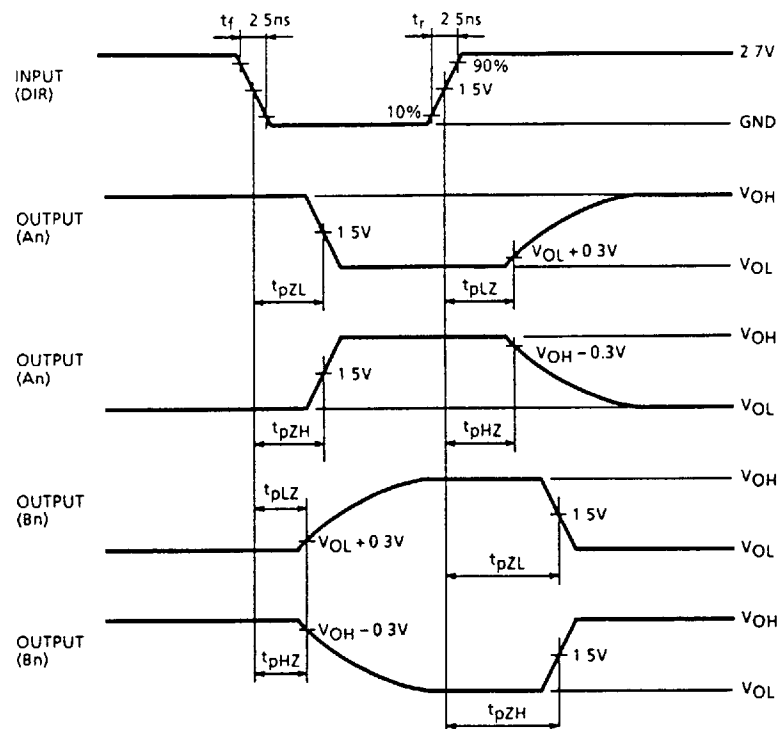 tf 2 5ns tr 2 5ns
INPUT
(DIR)
2 7V
90%
1 5V
10%
GND
OUTPUT
(An)
VOH
1 5V
VOL + 0 3V
VOL
tpZL
tpLZ
OUTPUT
(An)
VOH
VOH − 0.3V
1 5V
VOL
tpZH
tpHZ
OUTPUT
(Bn)
tpLZ
VOH
1 5V
VOL + 0 3V
VOL
tpZL
OUTPUT
(Bn)
VOH
VOH − 0 3V
1 5V
tpHZ
VOL
tpZH